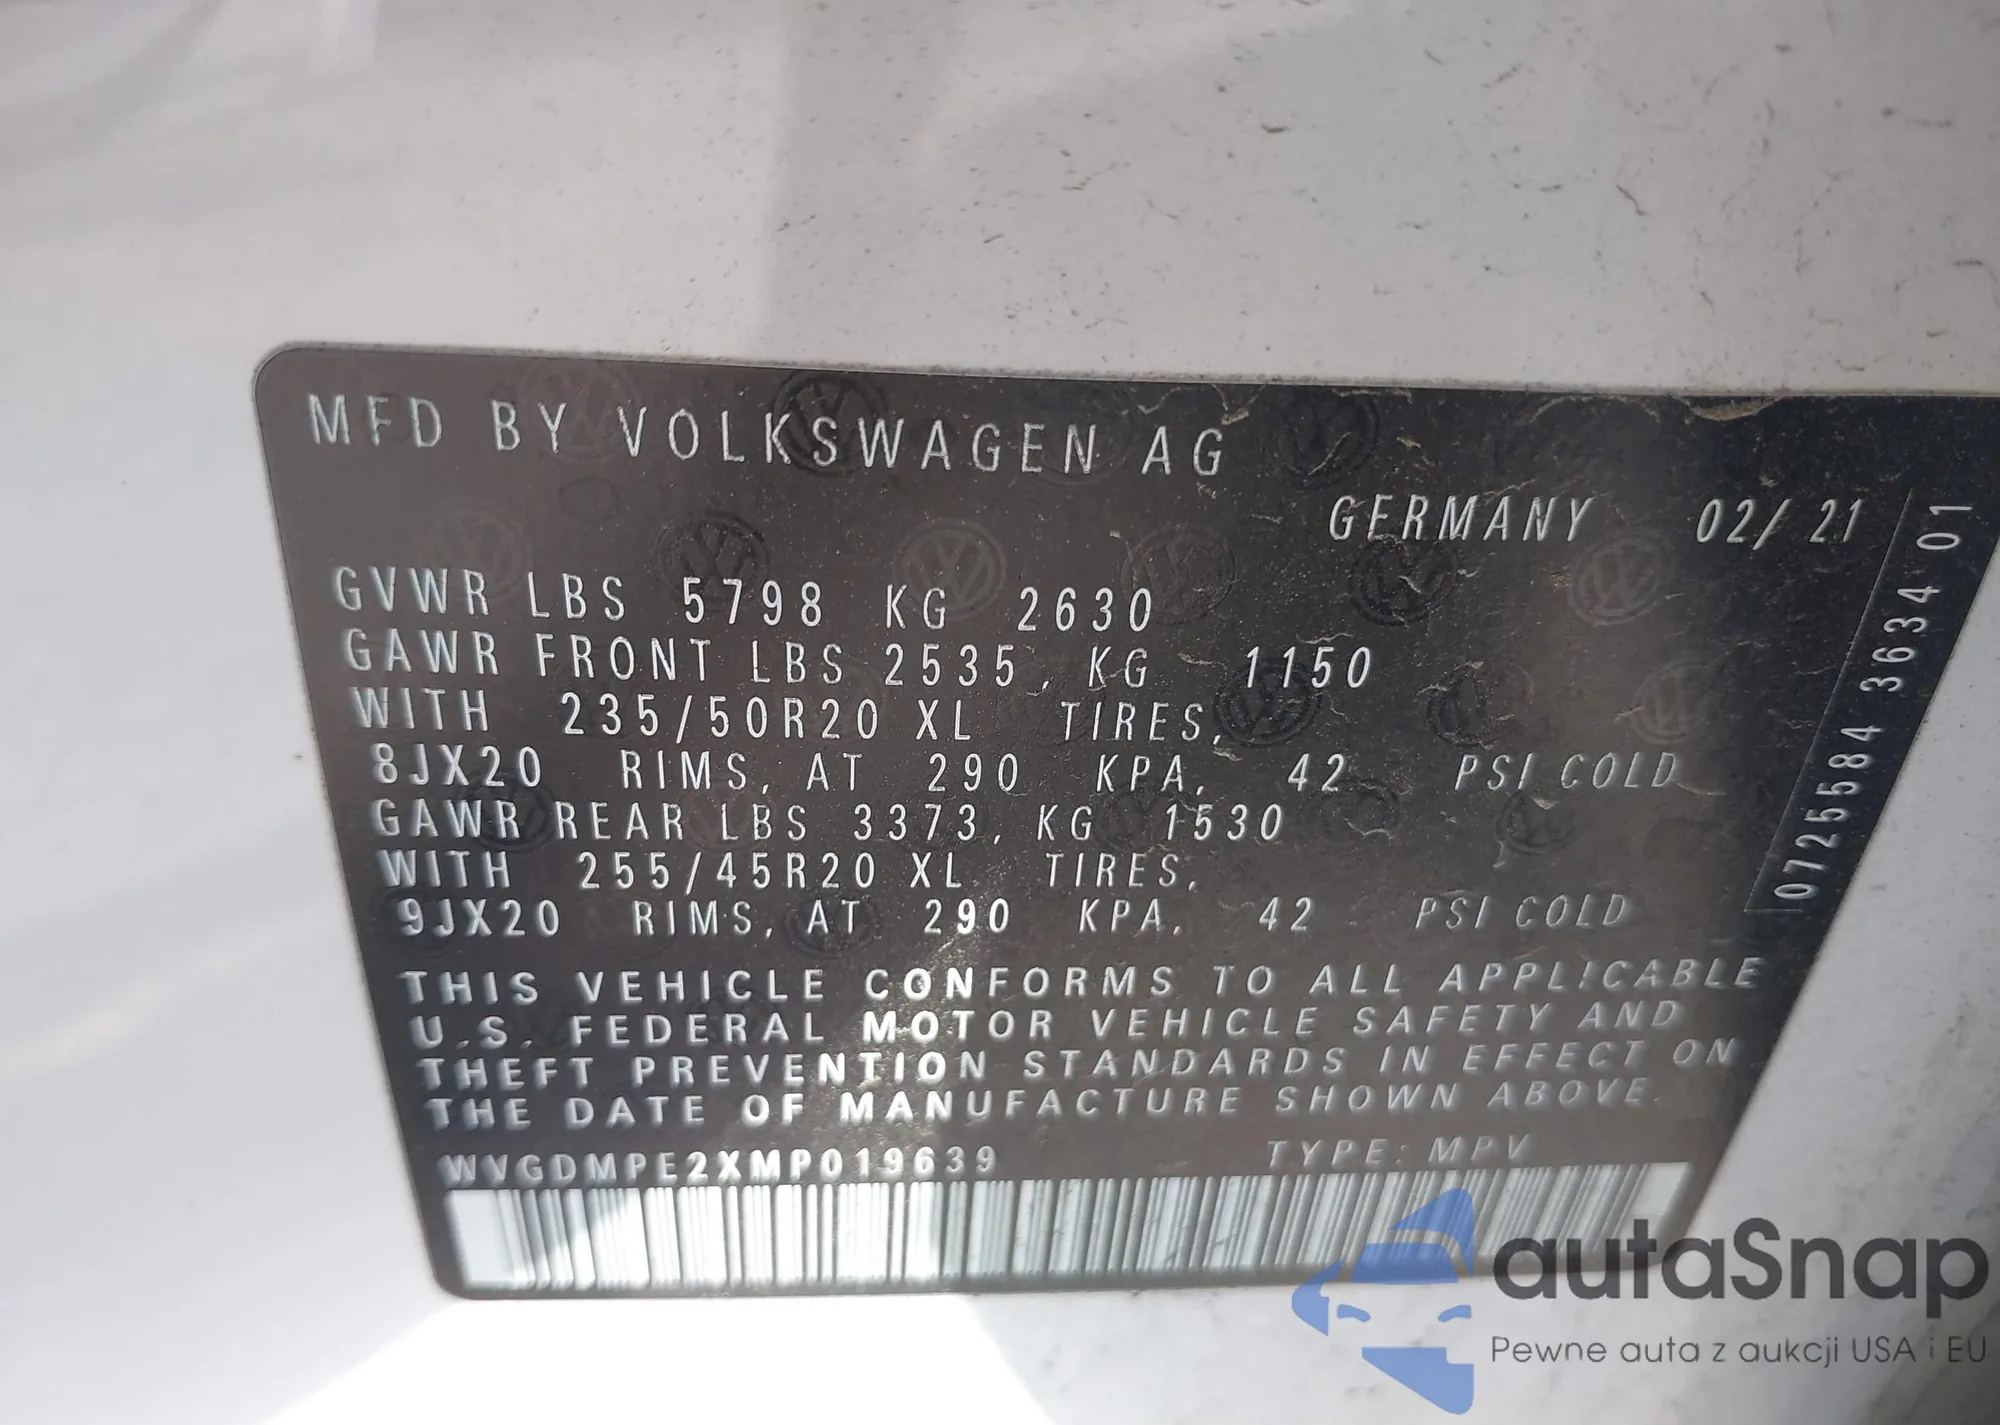 MFD BY VOLKSWAGEN AG
GERMANY 02/21
GVWR LBS 5798 KG 2630
GAWR FRONT LBS 2535, KG 1150
WITH 235/50R20 XL TIRES,
8JX20 RIMS, AT 290 KPA, 42 PSI COLD
GAWR REAR LBS 3373, KG 1530
WITH 255/45R20 XL TIRES,
9JX20 RIMS, AT 290 KPA, 42 PSI COLD
THIS VEHICLE CONFORMS TO ALL APPLICABLE
U.S. FEDERAL MOTOR VEHICLE SAFETY AND
THEFT PREVENTION STANDARDS IN EFFECT ON
THE DATE OF MANUFACTURE SHOWN ABOVE.
WVGDMPE2XMP019639 TYPE: MPV
0725584 3634 01
autaSnap
Pewne auta z aukcji USA i EU